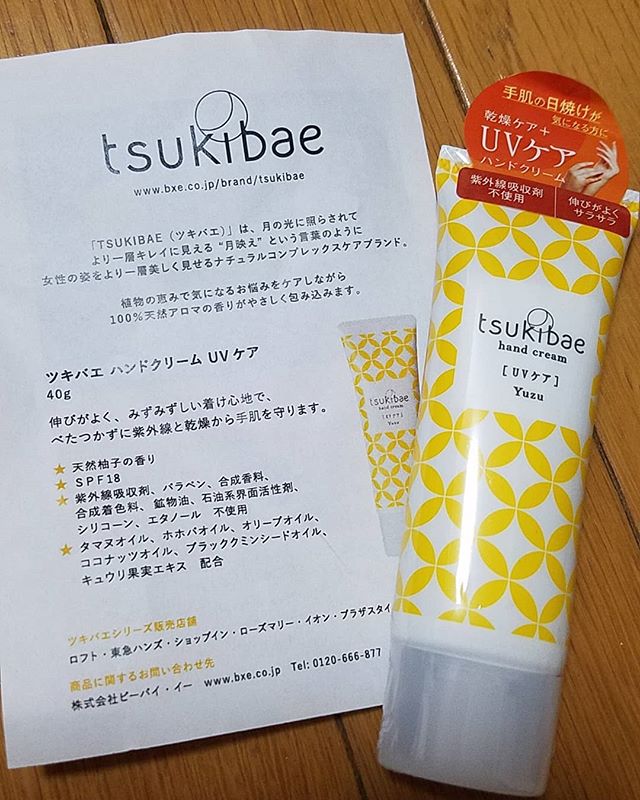 tsukibae
www.bxe.co.jp/brand/tsukibae
「TSUKIBAE（ツキバエ）」は、月の光に照らされて
より一層キレイに見える“月映え”という言葉のように
女性の姿をより一層美しく見せるナチュラルコンプレックスケアブランド。
植物の恵みで気になるお悩みをケアしながら
100%天然アロマの香りがやさしく包み込みます。
ツキバエ ハンドクリーム UVケア
40g
伸びがよく、みずみずしい着け心地で、
べたつかずに紫外線と乾燥から手肌を守ります。
★ 天然柚子の香り
★ SPF18
★ 紫外線吸収剤、パラベン、合成香料、
合成着色料、鉱物油、石油系界面活性剤、
シリコーン、エタノール 不使用
★ タマヌオイル、ホホバオイル、オリーブオイル、
ココナッツオイル、ブラッククミンシードオイル、
キュウリ果実エキス 配合
ツキバエシリーズ販売店舗
ロフト・東急ハンズ・ショップイン・ローズマリー・イオン・プラザスタイ
商品に関するお問い合わせ先
株式会社ビーバイ・イー www.bxe.co.jp Tel: 0120-666-877
tsukibae
hand cream
[UVケア]
Yuzu
手肌の日焼けが
気になる方に
乾燥ケア＋
UVケア
ハンドクリーム
紫外線吸収剤
不使用
伸びがよく
サラサラ
tsukibae
hand cream
[UVケア]
Yuzu